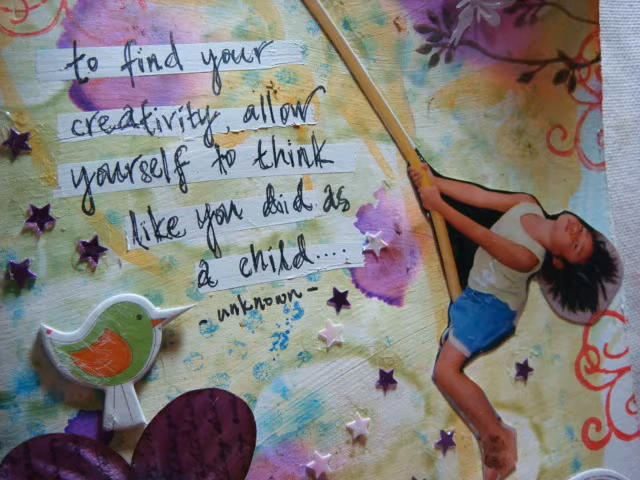 to find your
creativity, allow
yourself to think
like you did as
a child....
- unknown -